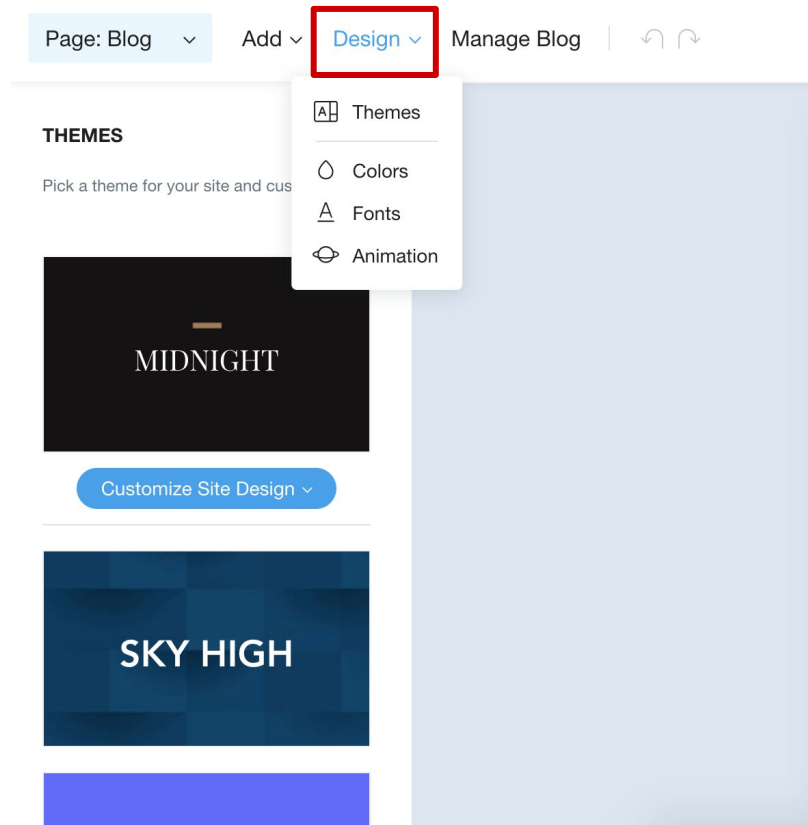 Page: Blog Add Design Manage Blog
Themes
Colors
Fonts
Animation
THEMES
Pick a theme for your site and cus
MIDNIGHT
Customize Site Design
SKY HIGH